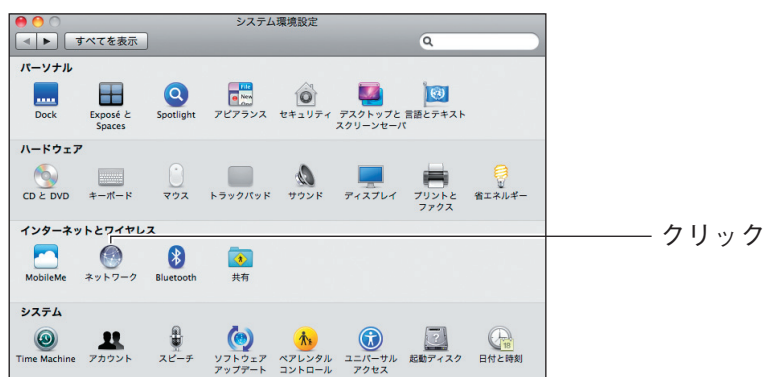 システム環境設定
すべてを表示
パーソナル
Dock
Exposé と
Spaces
Spotlight
File
New
アピアランス
セキュリティ
デスクトップと
スクリーンセーバ
言語とテキスト
ハードウェア
CD と DVD
キーボード
マウス
トラックパッド
サウンド
ディスプレイ
プリントと
ファクス
省エネルギー
インターネットとワイヤレス
クリック
MobileMe
ネットワーク
Bluetooth
共有
システム
Time Machine
アカウント
スピーチ
ソフトウェア
アップデート
ペアレンタル
コントロール
ユニバーサル
アクセス
?
起動ディスク
18
日付と時刻